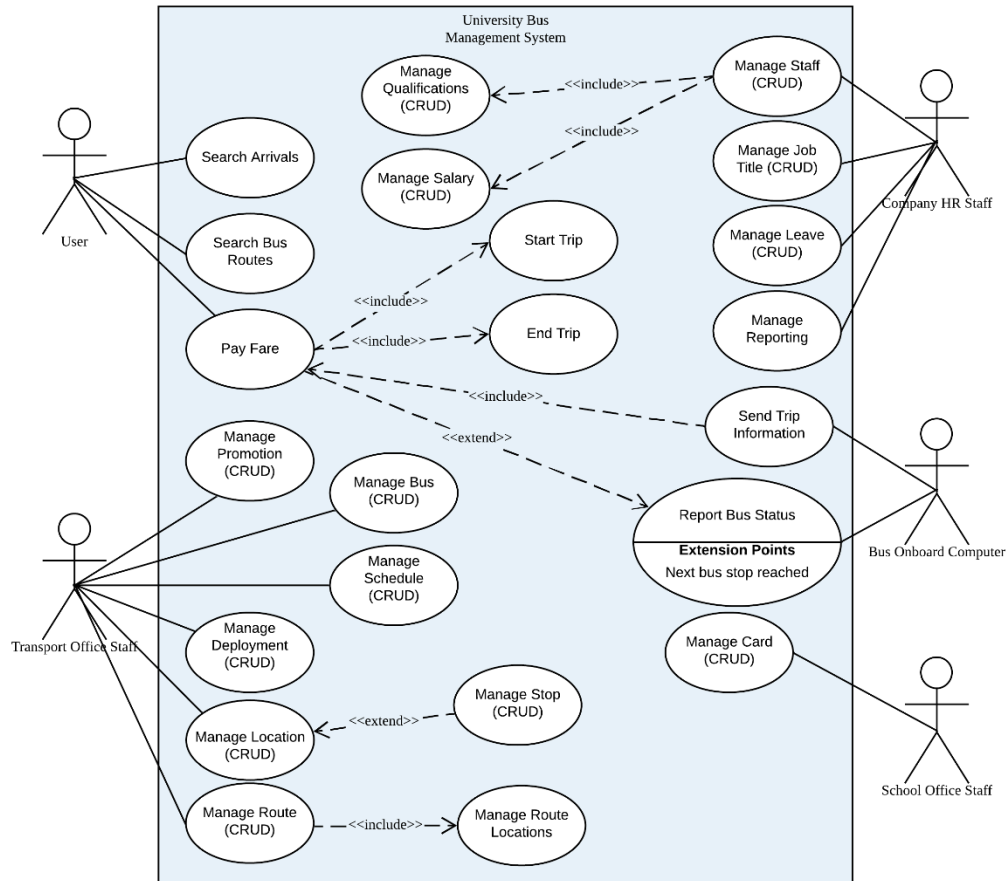 University Bus
Management System
Manage
Qualifications
(CRUD)
<<include>>
Manage Staff
(CRUD)
<<include>>
Search Arrivals
Manage Salary
(CRUD)
Manage Job
Title (CRUD)
User
Company HR Staff
Search Bus
Routes
Start Trip
Manage Leave
(CRUD)
<<include>>
Pay Fare
<<include>>
End Trip
Manage
Reporting
<<include>>
Send Trip
Information
<<extend>>
Manage
Promotion
(CRUD)
Manage Bus
(CRUD)
Report Bus Status
Extension Points
Next bus stop reached
Bus Onboard Computer
Manage
Schedule
(CRUD)
Transport Office Staff
Manage
Deployment
(CRUD)
Manage Card
(CRUD)
Manage Stop
(CRUD)
<<extend>>
Manage Location
(CRUD)
School Office Staff
Manage Route
(CRUD)
<<include>>
Manage Route
Locations